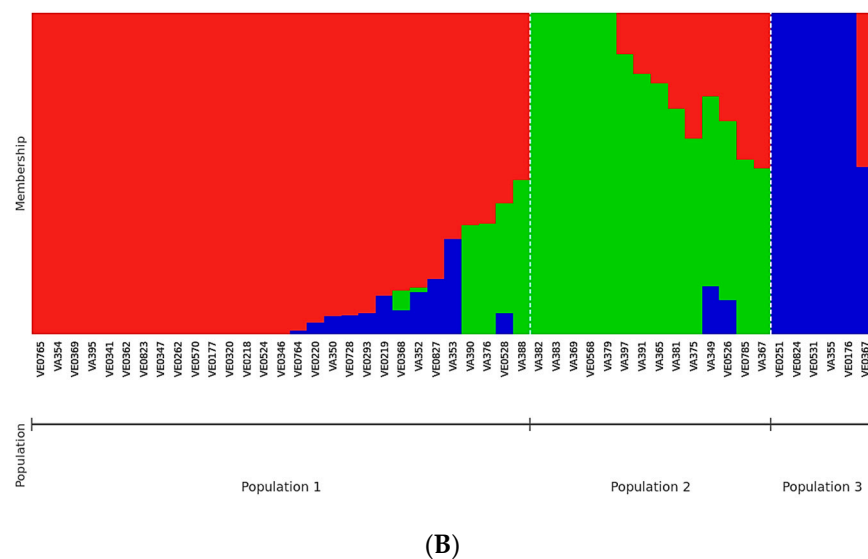 Membership
VE0765
VA354
VE0369
VA395
VE0341
VE0362
VE0823
VE0347
VE0262
VE0570
VE0177
VE0320
VE0218
VE0524
VE0346
VE0764
VE0220
VA350
VE0728
VE0293
VE0219
VE0368
VA352
VE0827
VA353
VA390
VA376
VE0528
VA388
VA382
VA383
VA369
VE0568
VA379
VA397
VA391
VA365
VA381
VA375
VA349
VE0526
VE0785
VA367
VE0251
VE0824
VE0531
VA355
VE0176
VE0367
Population
Population 1
Population 2
Population 3
(B)